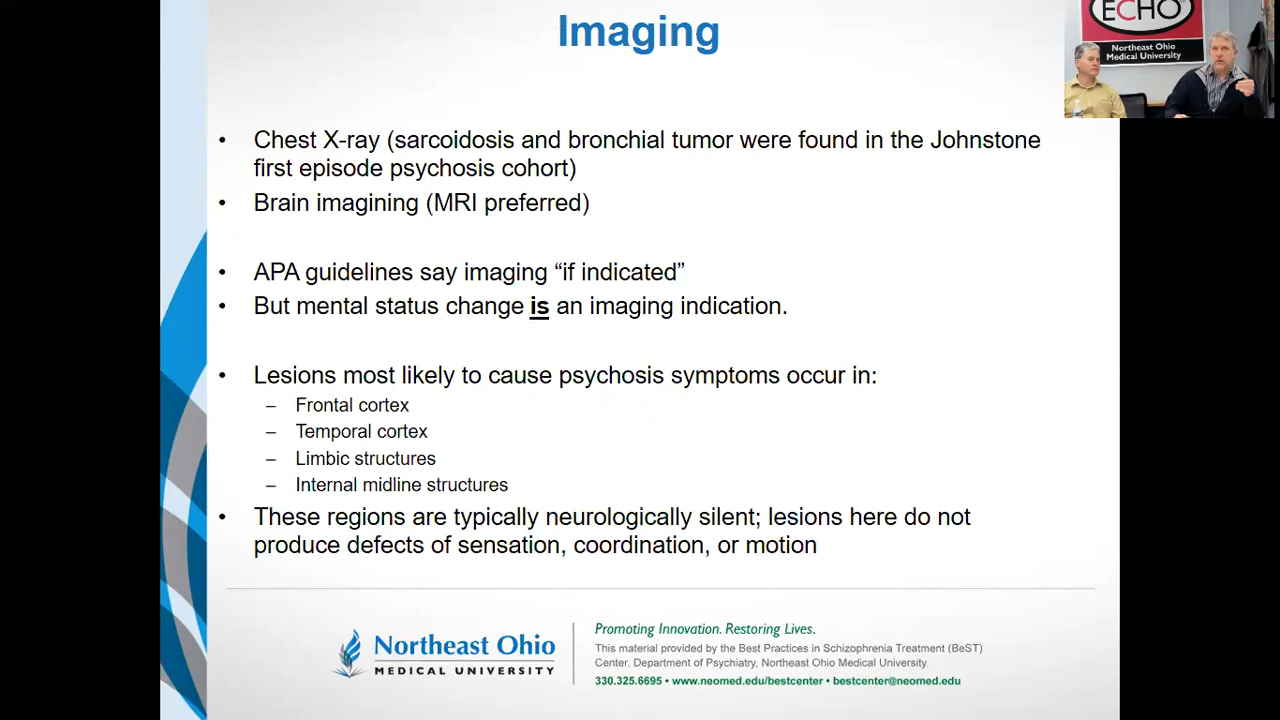 Imaging
ECHO
Northeast Ohio
Medical University
• Chest X-ray (sarcoidosis and bronchial tumor were found in the Johnstone
first episode psychosis cohort)
• Brain imagining (MRI preferred)
• APA guidelines say imaging “if indicated”
• But mental status change is an imaging indication.
• Lesions most likely to cause psychosis symptoms occur in:
– Frontal cortex
– Temporal cortex
– Limbic structures
– Internal midline structures
• These regions are typically neurologically silent; lesions here do not
produce defects of sensation, coordination, or motion
Northeast Ohio
MEDICAL UNIVERSITY
Promoting Innovation. Restoring Lives.
This material provided by the Best Practices in Schizophrenia Treatment (BeST)
Center, Department of Psychiatry, Northeast Ohio Medical University.
330.325.6695 • www.neomed.edu/bestcenter • bestcenter@neomed.edu